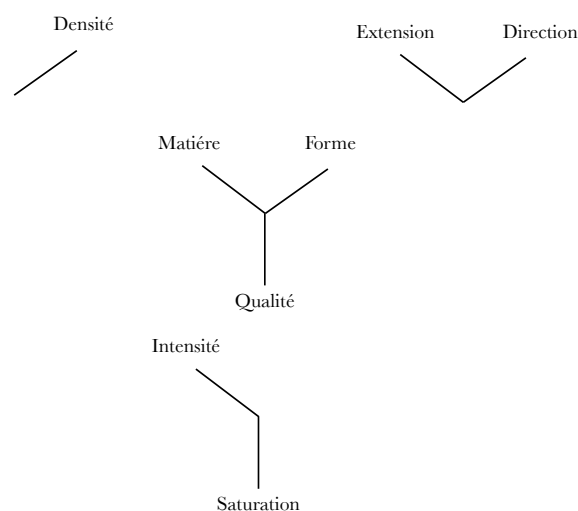 Densité
Extension
Direction
Matiére
Forme
Qualité
Intensité
Saturation